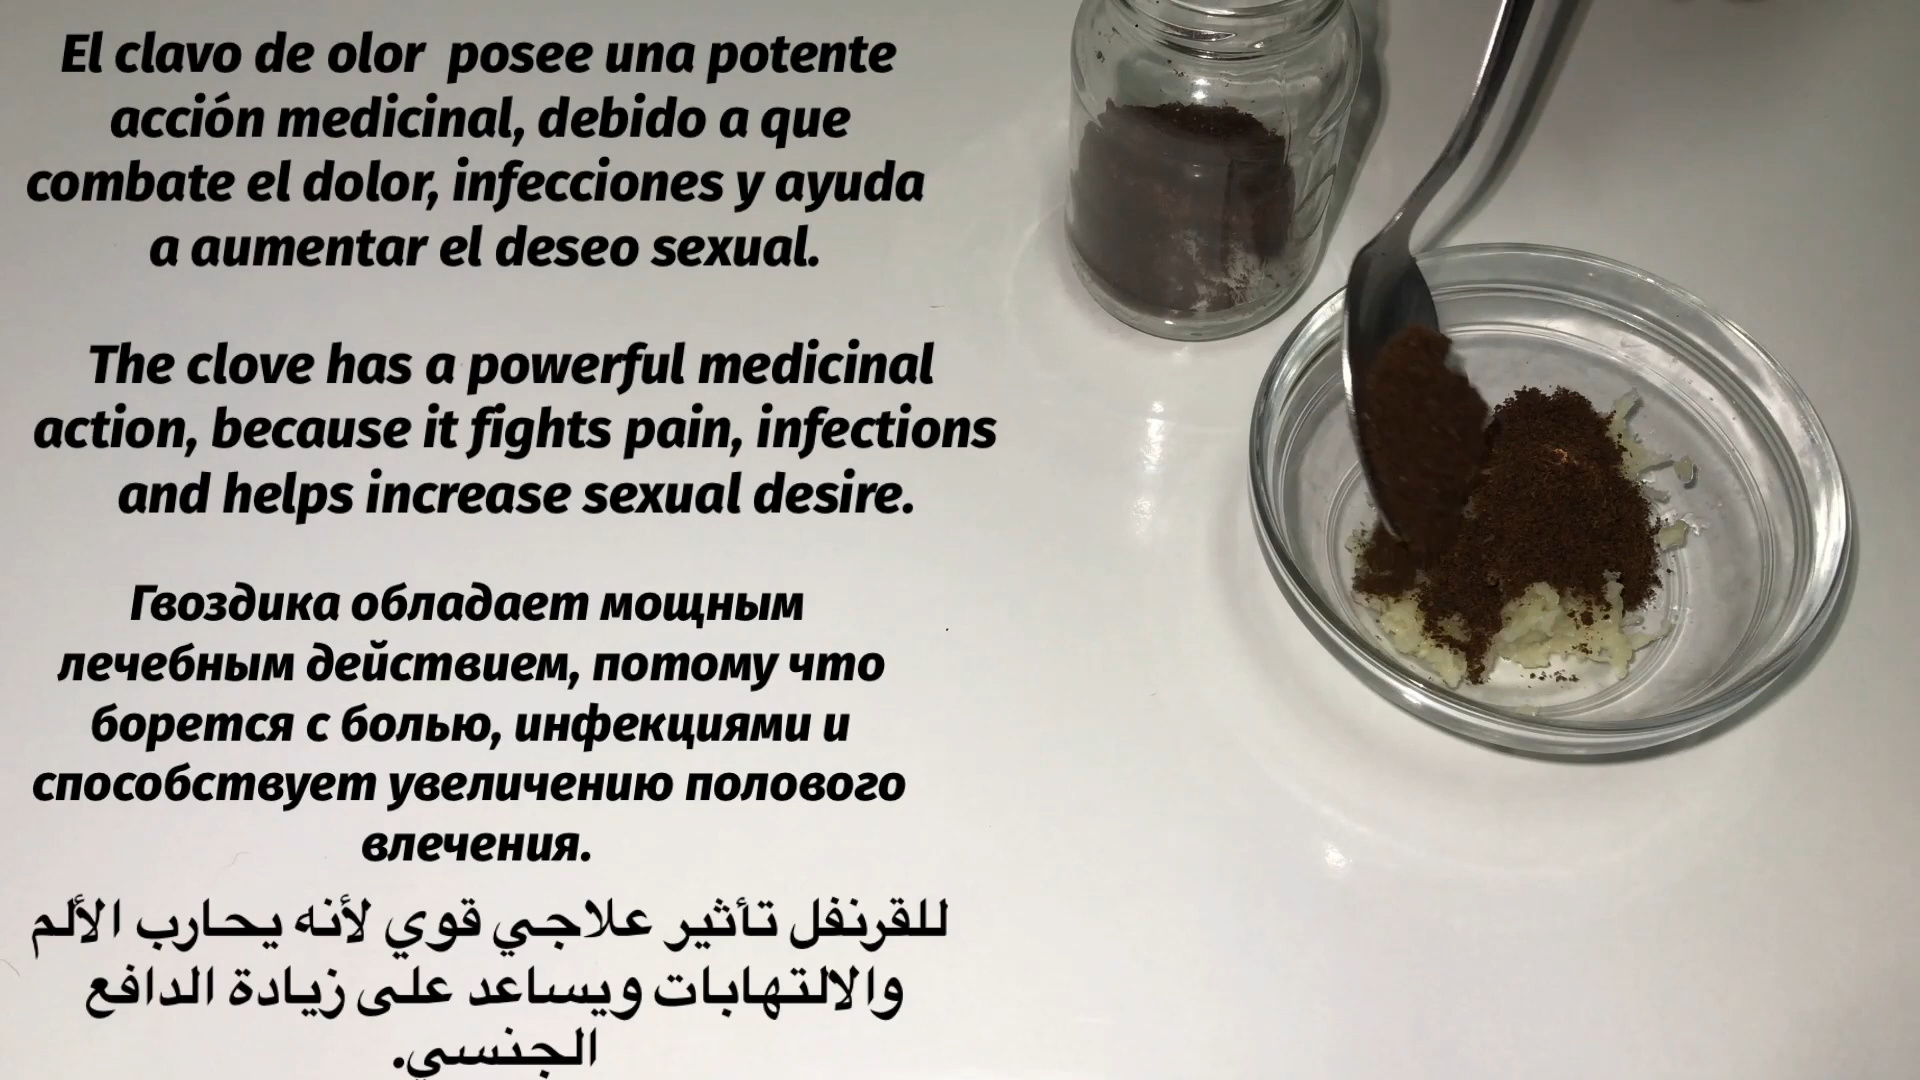 El clavo de olor  posee una potente
acción medicinal, debido a que
combate el dolor, infecciones y ayuda
a aumentar el deseo sexual.
The clove has a powerful medicinal
action, because it fights pain, infections
and helps increase sexual desire.
Гвоздика обладает мощным
лечебным действием, потому что
борется с болью, инфекциями и
способствует увеличению полового
влечения.
للقرنفل تأثير علاجي قوي لأنه يحارب الألم
والالتهابات ويساعد على زيادة الدافع
الجنسي.